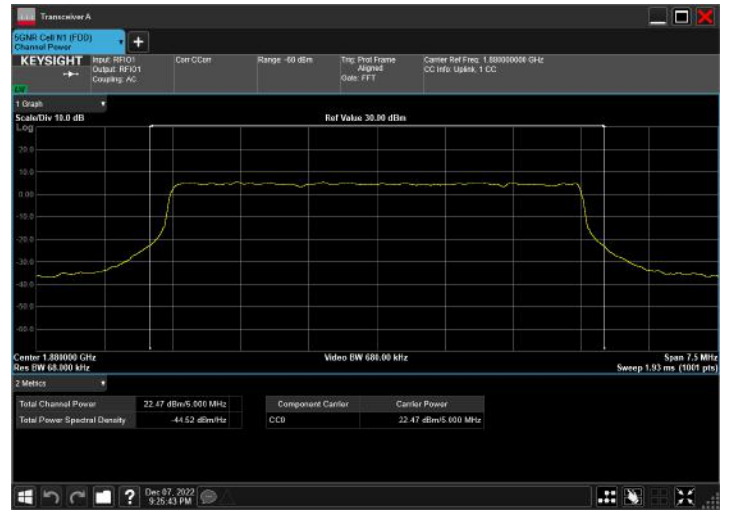 Transceiver A
5GNR Cell N1 (FDD)
Channel Power
KEYSIGHT
Input: RFIO1
Output: RFIO1
Coupling: AC
Corr CCorr
Range: -60 dBm
Trig: Prot Frame
Aligned
Gate: FFT
Carrier Ref Freq: 1.880000000 GHz
CC Info: Uplink, 1 CC
1 Graph
Scale/Div 10.0 dB
Ref Value 30.00 dBm
Log
20.0
10.0
0.00
-10.0
-20.0
-30.0
-40.0
-50.0
-60.0
Center 1.880000 GHz
Video BW 680.00 kHz
Span 7.5 MHz
Res BW 68.000 kHz
Sweep 1.93 ms (1001 pts)
2 Metrics
Total Channel Power 22.47 dBm/5.000 MHz
Total Power Spectral Density -44.52 dBm/Hz
Component Carrier Carrier Power
CC0 22.47 dBm/5.000 MHz
?
Dec 07, 2022
9:25:43 PM